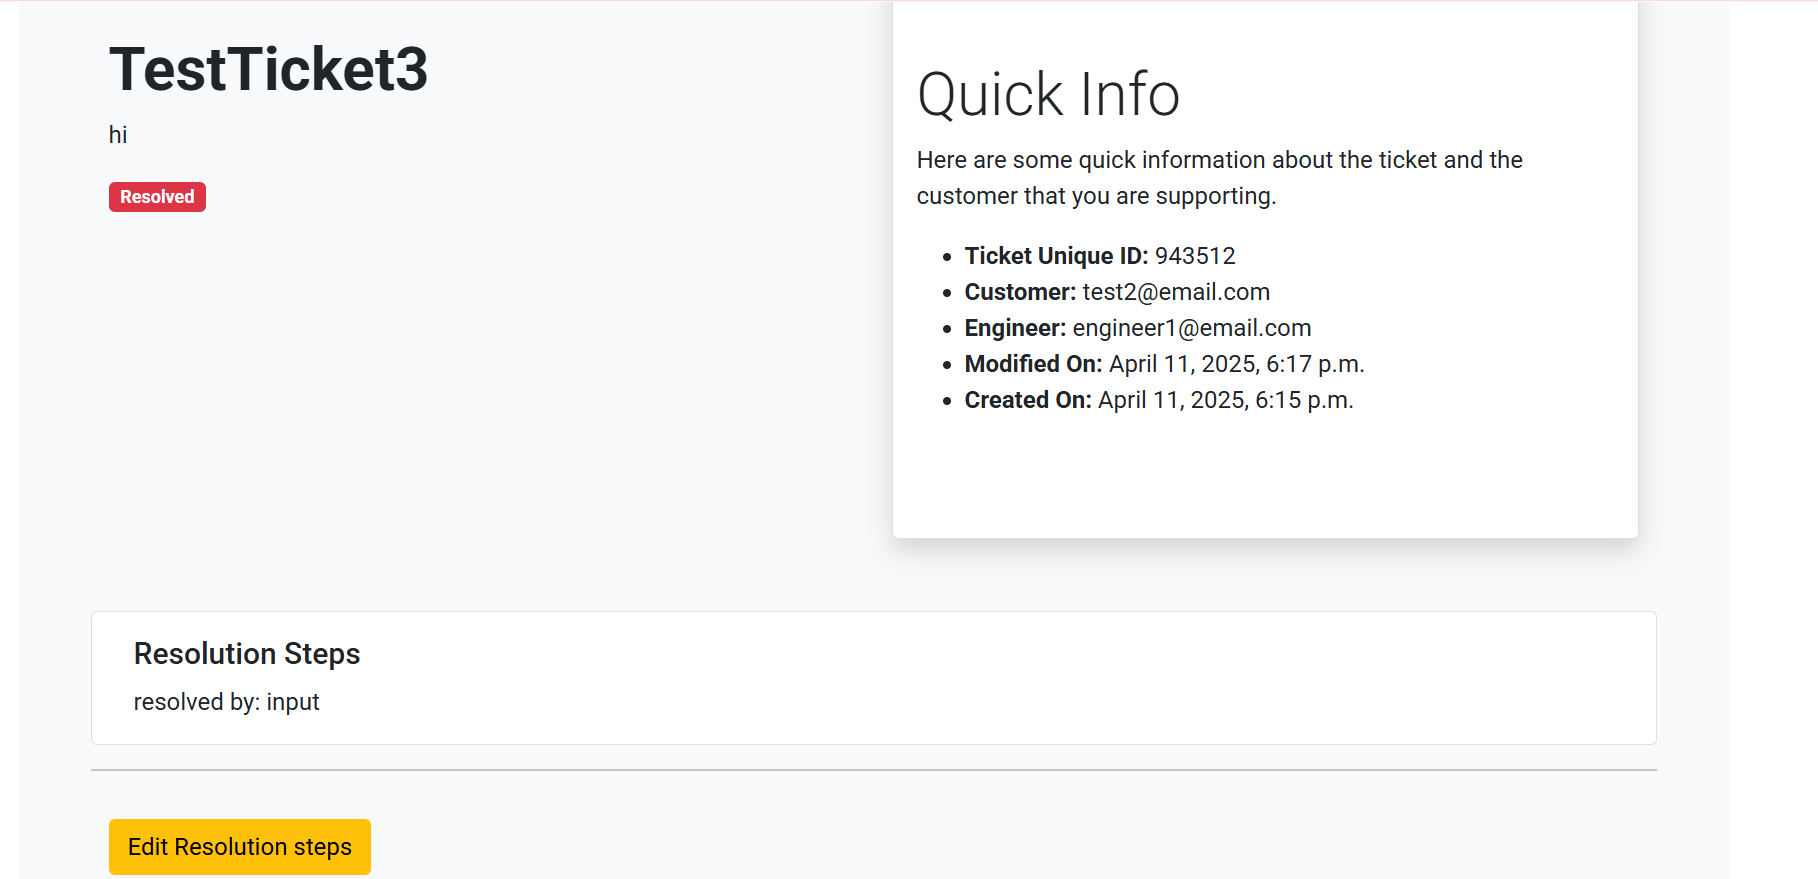 TestTicket3
hi
Resolved
Quick Info
Here are some quick information about the ticket and the
customer that you are supporting.
Ticket Unique ID: 943512
Customer: test2@email.com
Engineer: engineer1@email.com
Modified On: April 11, 2025, 6:17 p.m.
Created On: April 11, 2025, 6:15 p.m.
Resolution Steps
resolved by: input
Edit Resolution steps